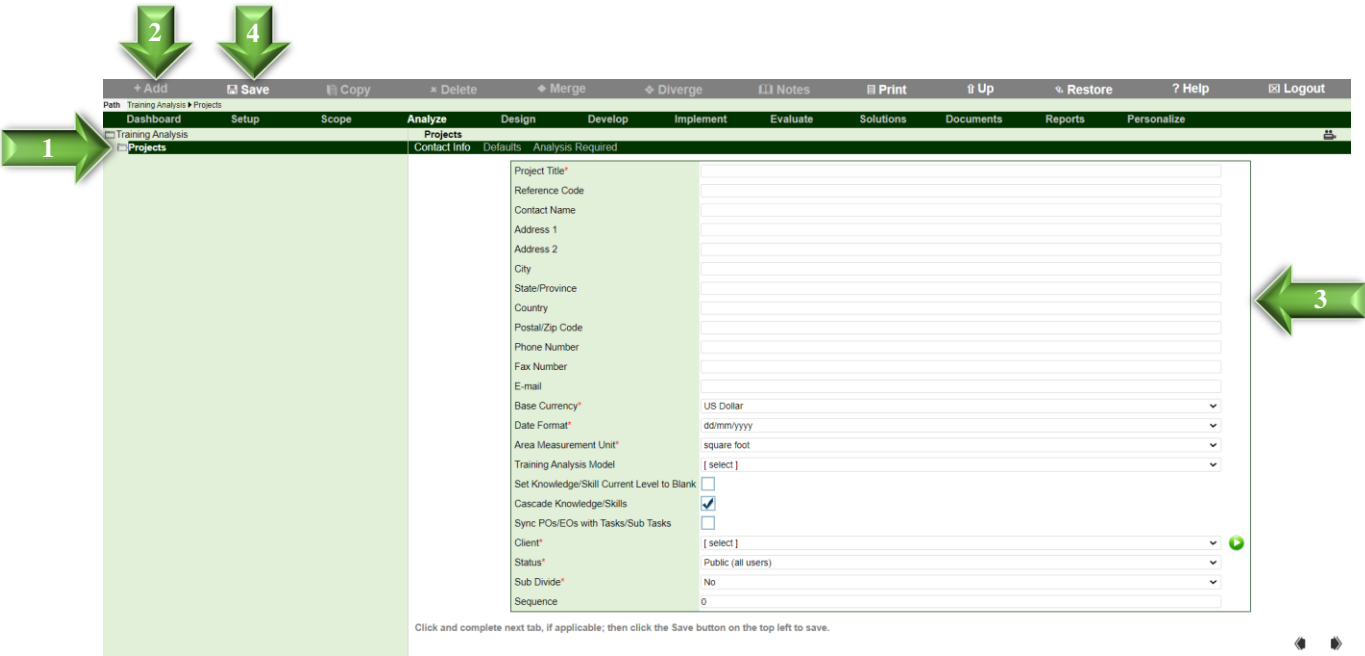 2 4
+ Add Save Copy × Delete Merge Diverge Notes Print Up Restore ? Help Logout
Path Training Analysis Projects
Dashboard Setup Scope Analyze Design Develop Implement Evaluate Solutions Documents Reports Personalize
Training Analysis Projects
1 Projects Contact Info Defaults Analysis Required
Project Title*
Reference Code
Contact Name
Address 1
Address 2
City
State/Province
Country
3
Postal/Zip Code
Phone Number
Fax Number
E-mail
Base Currency* US Dollar
Date Format* dd/mm/yyyy
Area Measurement Unit* square foot
Training Analysis Model [ select ]
Set Knowledge/Skill Current Level to Blank
Cascade Knowledge/Skills
Sync POs/EOs with Tasks/Sub Tasks
Client* [ select ]
Status* Public (all users)
Sub Divide* No
Sequence 0
Click and complete next tab, if applicable; then click the Save button on the top left to save.